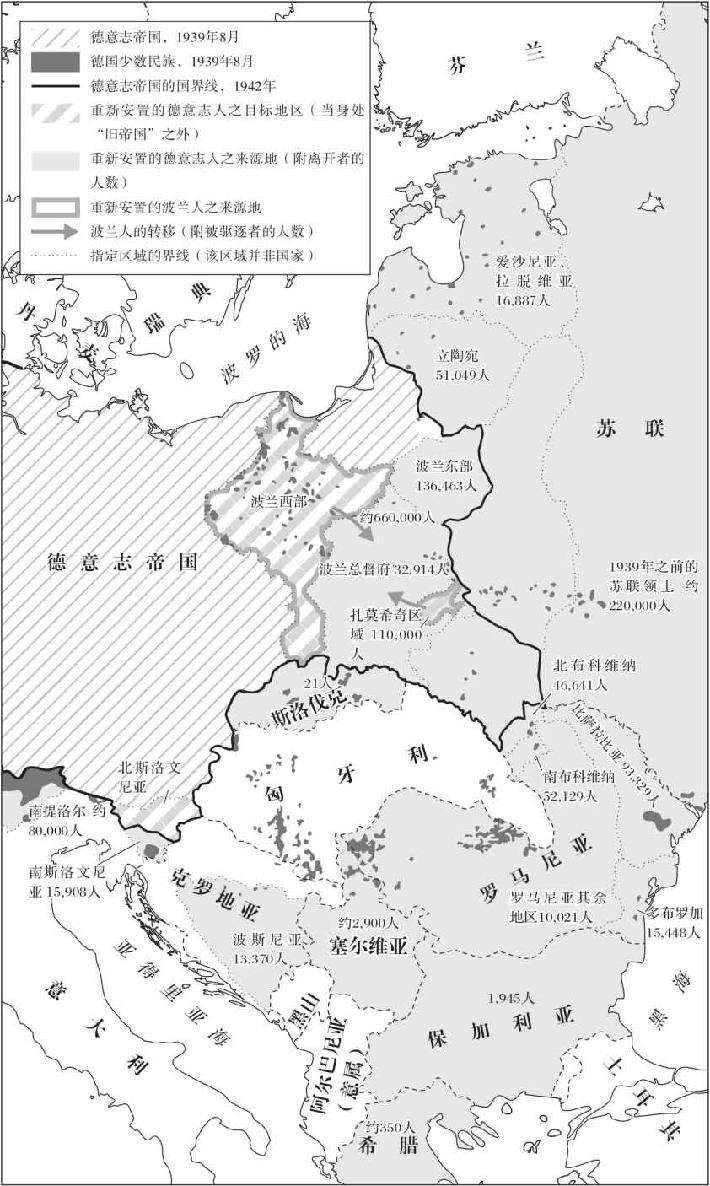 德意志帝国，1939年8月
德国少数民族，1939年8月
德意志帝国的国界线，1942年
重新安置的德意志人之目标地区（当身处
“旧帝国”之外）
重新安置的德意志人之来源地（附离开者的
人数）
重新安置的波兰人之来源地
波兰人的转移（附被驱逐者的人数）
指定区域的界线（该区域并非国家）
芬兰
丹麦
瑞典
波罗的海
爱沙尼亚
拉脱维亚
16,887人
立陶宛
51,049人
苏联
波兰东部
136,463人
波兰西部
约660,000人
德意志帝国
波兰总督府 32,914人
1939年之前的
苏联领土 约
220,000人
扎莫希奇区
域 110,000
人
北布科维纳
46,641人
21人
斯洛伐克
比萨拉比亚 93,329人
匈牙利
北斯洛文
尼亚
南布科维纳
52,129人
南提洛尔 约
80,000人
南斯洛文尼
亚 15,908人
克罗地亚
罗马尼亚
罗马尼亚其余
地区10,021人
多布罗加
15,448人
约2,900人
塞尔维亚
波斯尼亚
13,370人
亚得里亚海
意大利
黑山
阿尔巴尼亚
（意属）
1,945人
保加利亚
黑海
土耳其
约350人
希腊